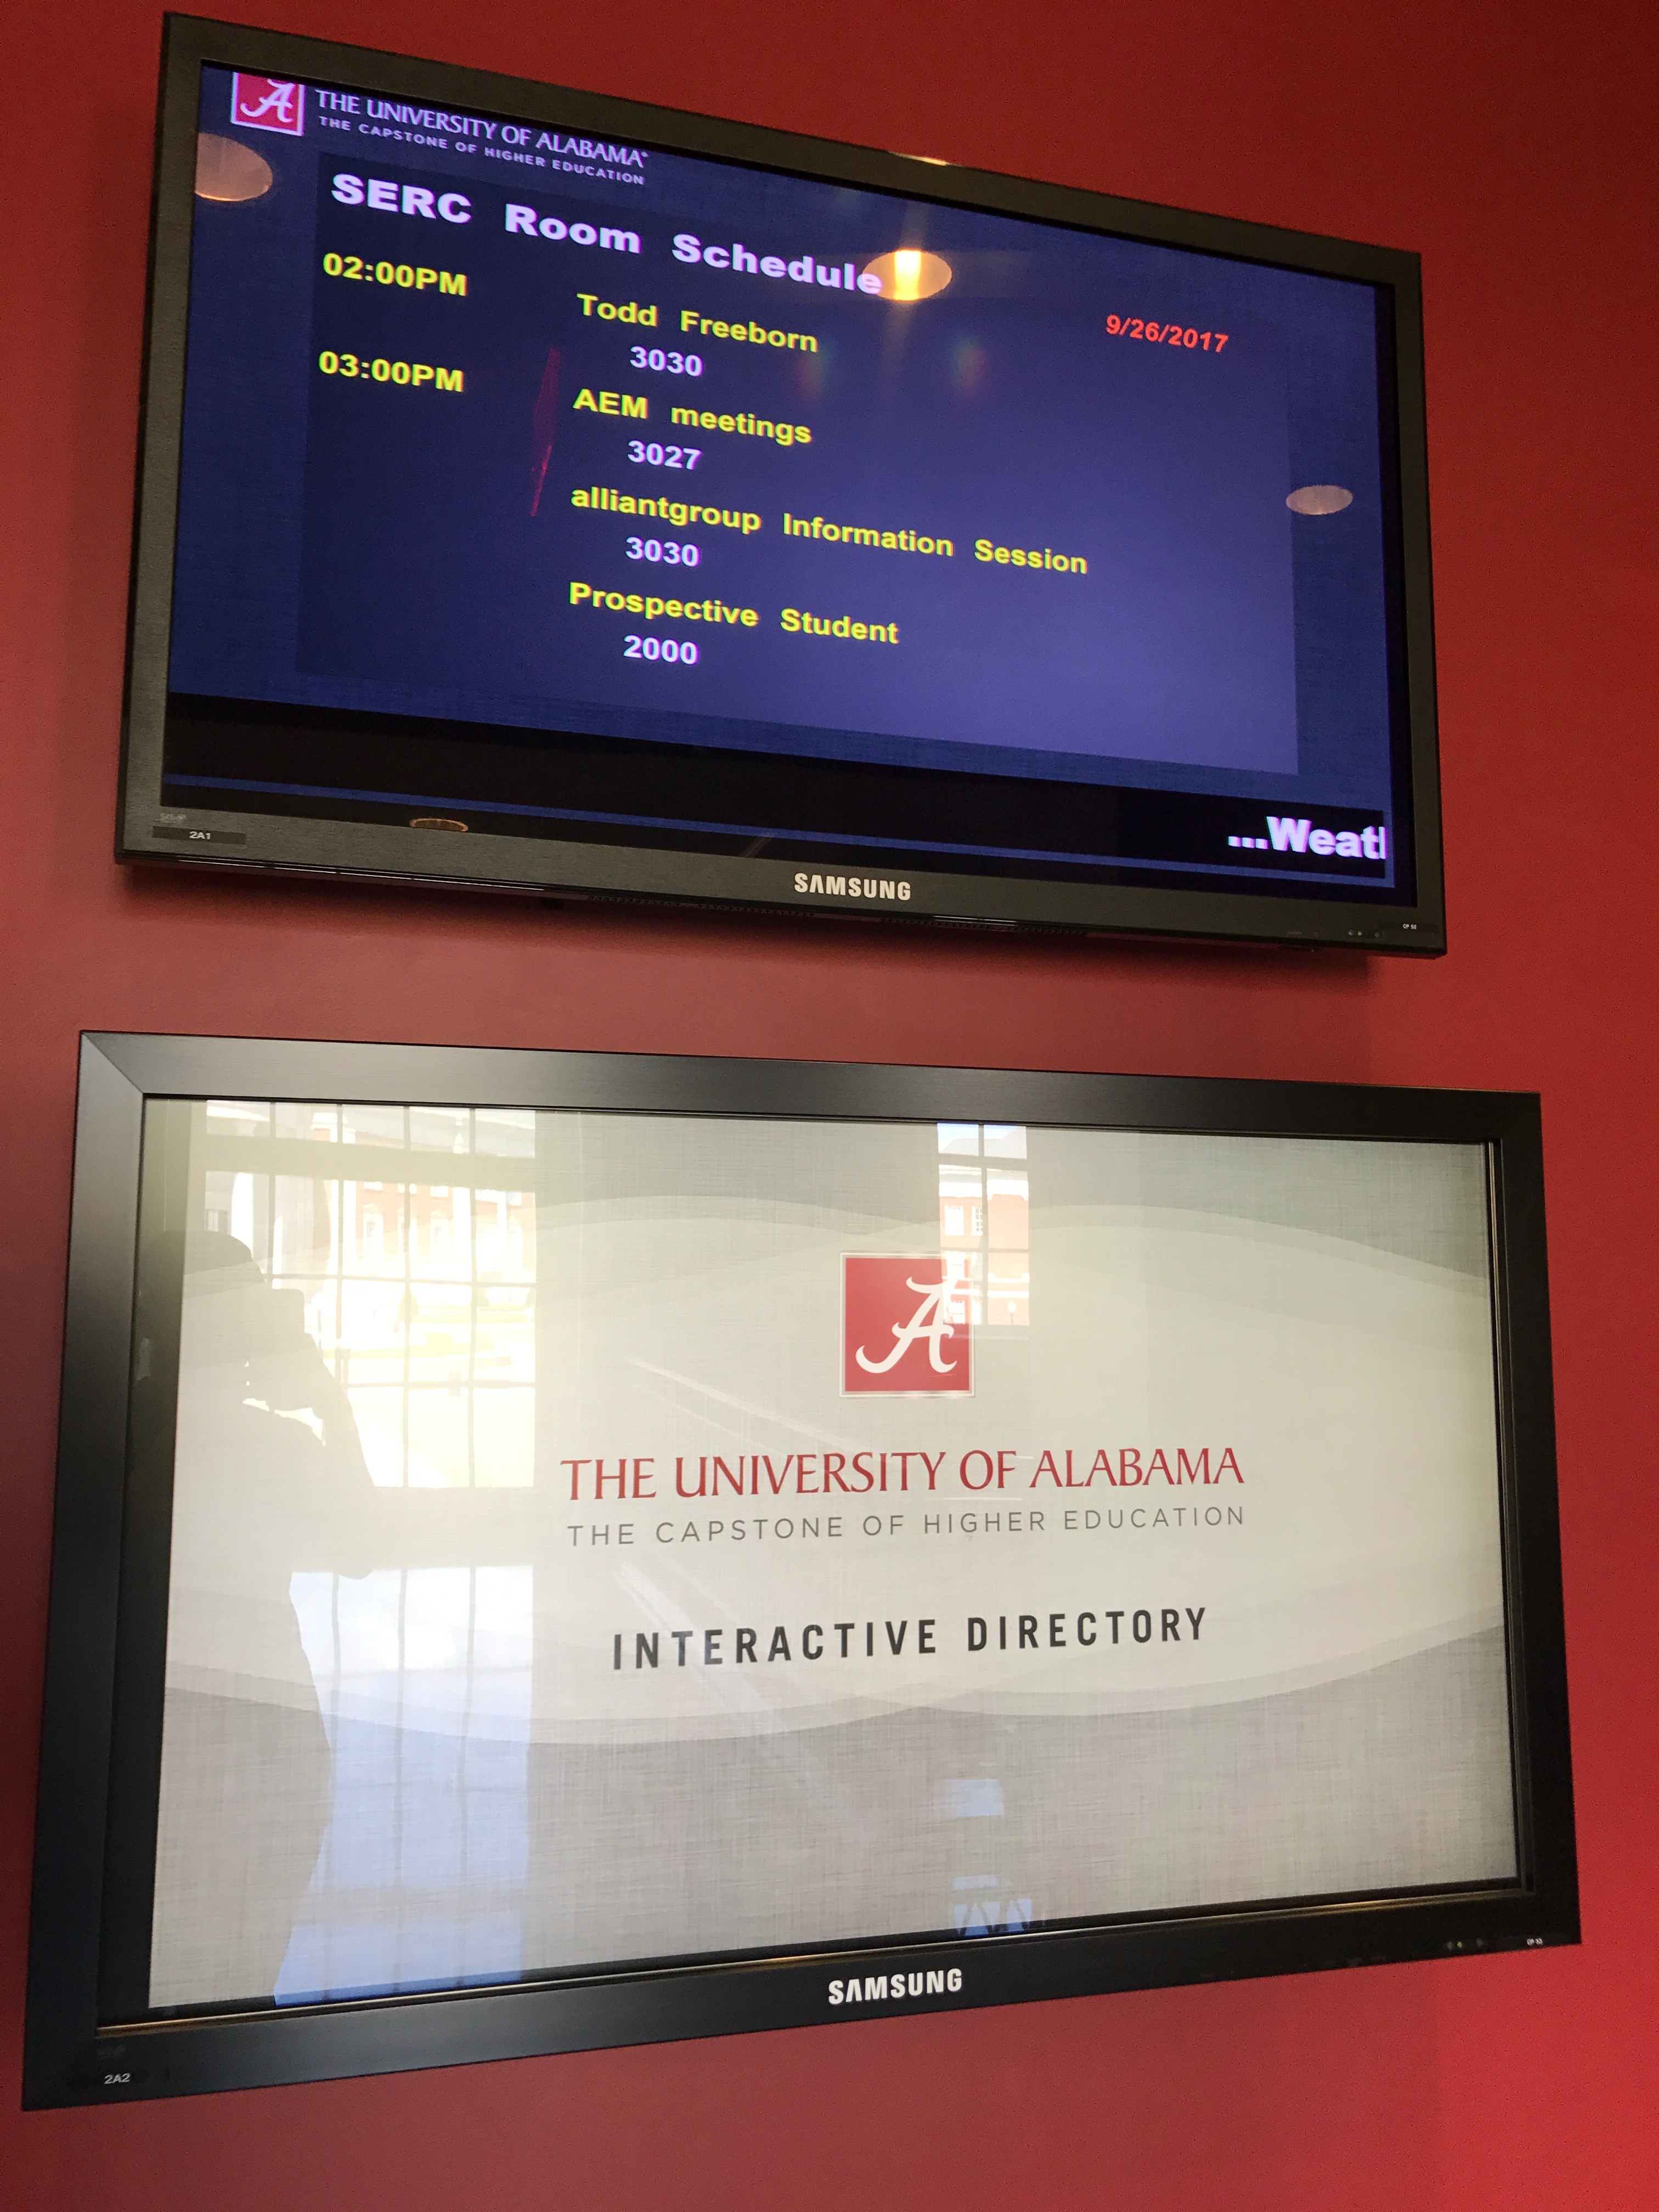 A
THE UNIVERSITY OF ALABAMA®
THE CAPSTONE OF HIGHER EDUCATION
SERC Room Schedule
9/26/2017
02:00PM Todd Freeborn
3030
03:00PM AEM meetings
3027
alliantgroup Information Session
3030
Prospective Student
2000
...Weat
2A1
SAMSUNG
A
THE UNIVERSITY OF ALABAMA
THE CAPSTONE OF HIGHER EDUCATION
INTERACTIVE DIRECTORY
SAMSUNG
2A2